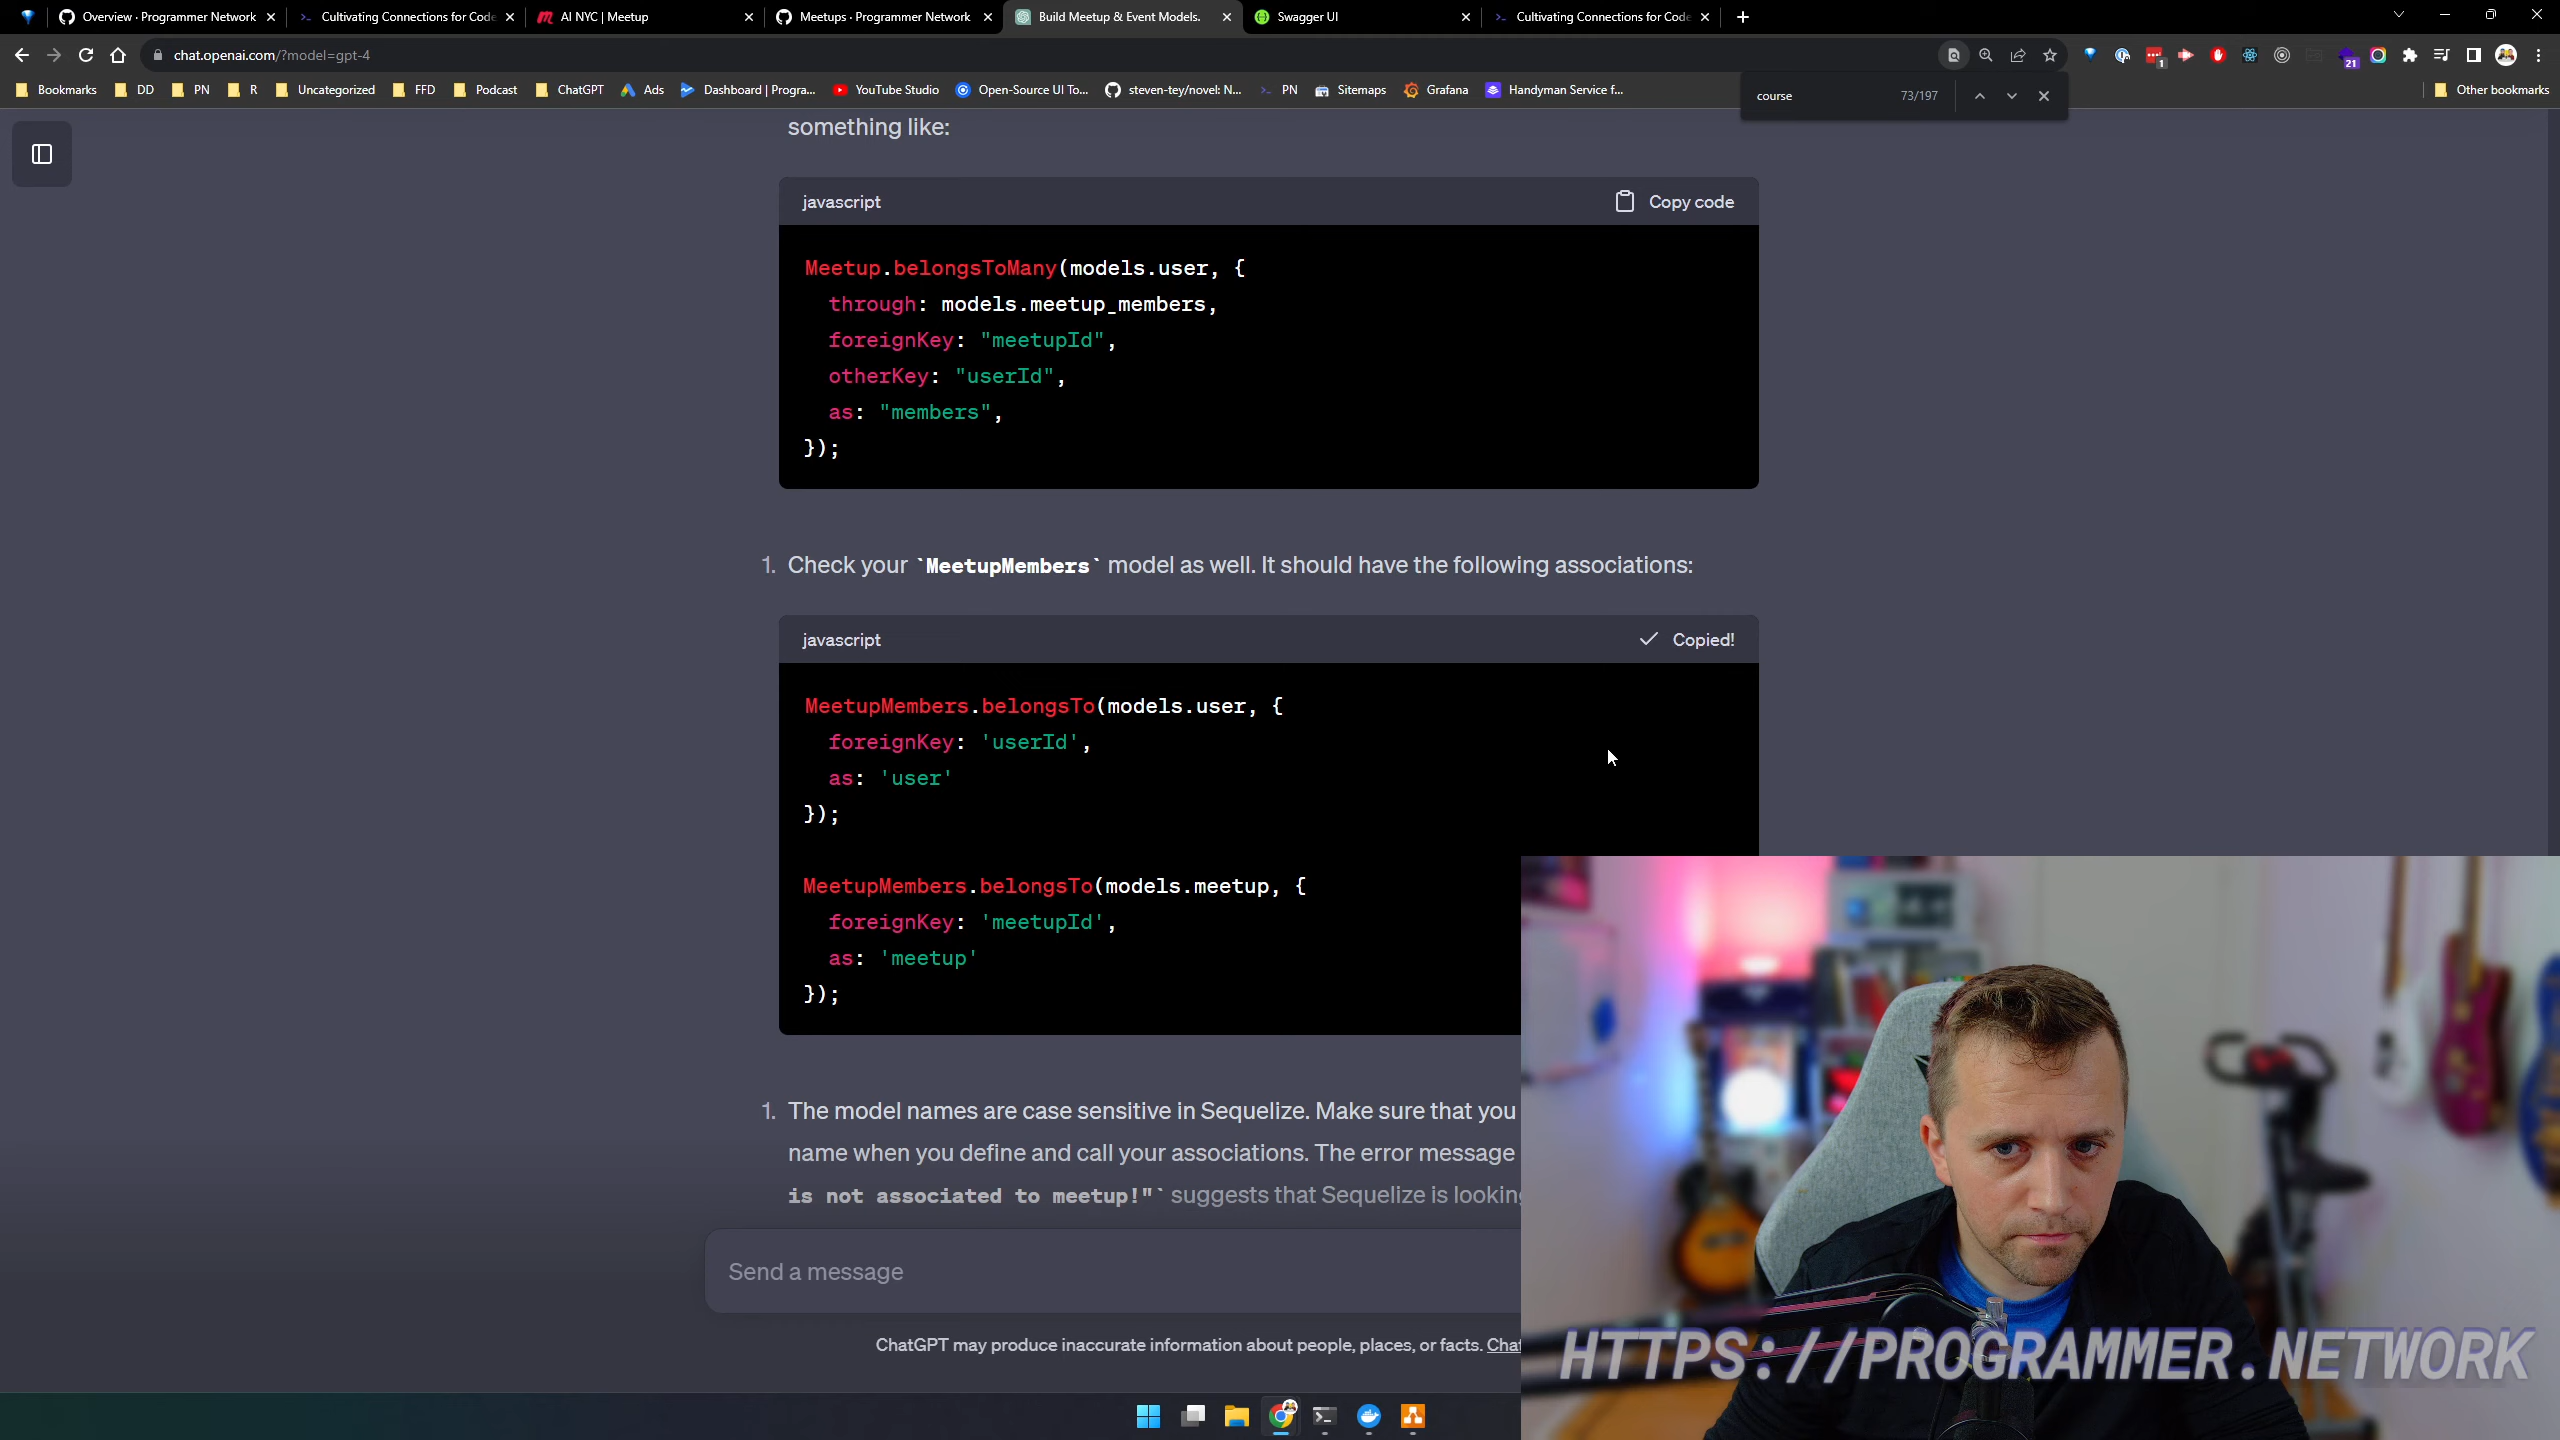 Overview · Programmer Network
Cultivating Connections for Code
AI NYC | Meetup
Meetups · Programmer Network
Build Meetup & Event Models.
Swagger UI
Cultivating Connections for Code
chat.openai.com/?model=gpt-4
1
21
Bookmarks
DD
PN
R
Uncategorized
FFD
Podcast
ChatGPT
Ads
Dashboard | Progra...
YouTube Studio
Open-Source UI To...
steven-tey/novel: N...
PN
Sitemaps
Grafana
Handyman Service f...
Other bookmarks
course
73/197
something like:
javascript
Copy code
Meetup.belongsToMany(models.user, {
through: models.meetup_members,
foreignKey: "meetupId",
otherKey: "userId",
as: "members",
});
1. Check your `MeetupMembers` model as well. It should have the following associations:
javascript
Copied!
MeetupMembers.belongsTo(models.user, {
foreignKey: 'userId',
as: 'user'
});
MeetupMembers.belongsTo(models.meetup, {
foreignKey: 'meetupId',
as: 'meetup'
});
1. The model names are case sensitive in Sequelize. Make sure that you
name when you define and call your associations. The error message
is not associated to meetup!"` suggests that Sequelize is looking
Send a message
ChatGPT may produce inaccurate information about people, places, or facts. Chat
HTTPS://PROGRAMMER.NETWORK